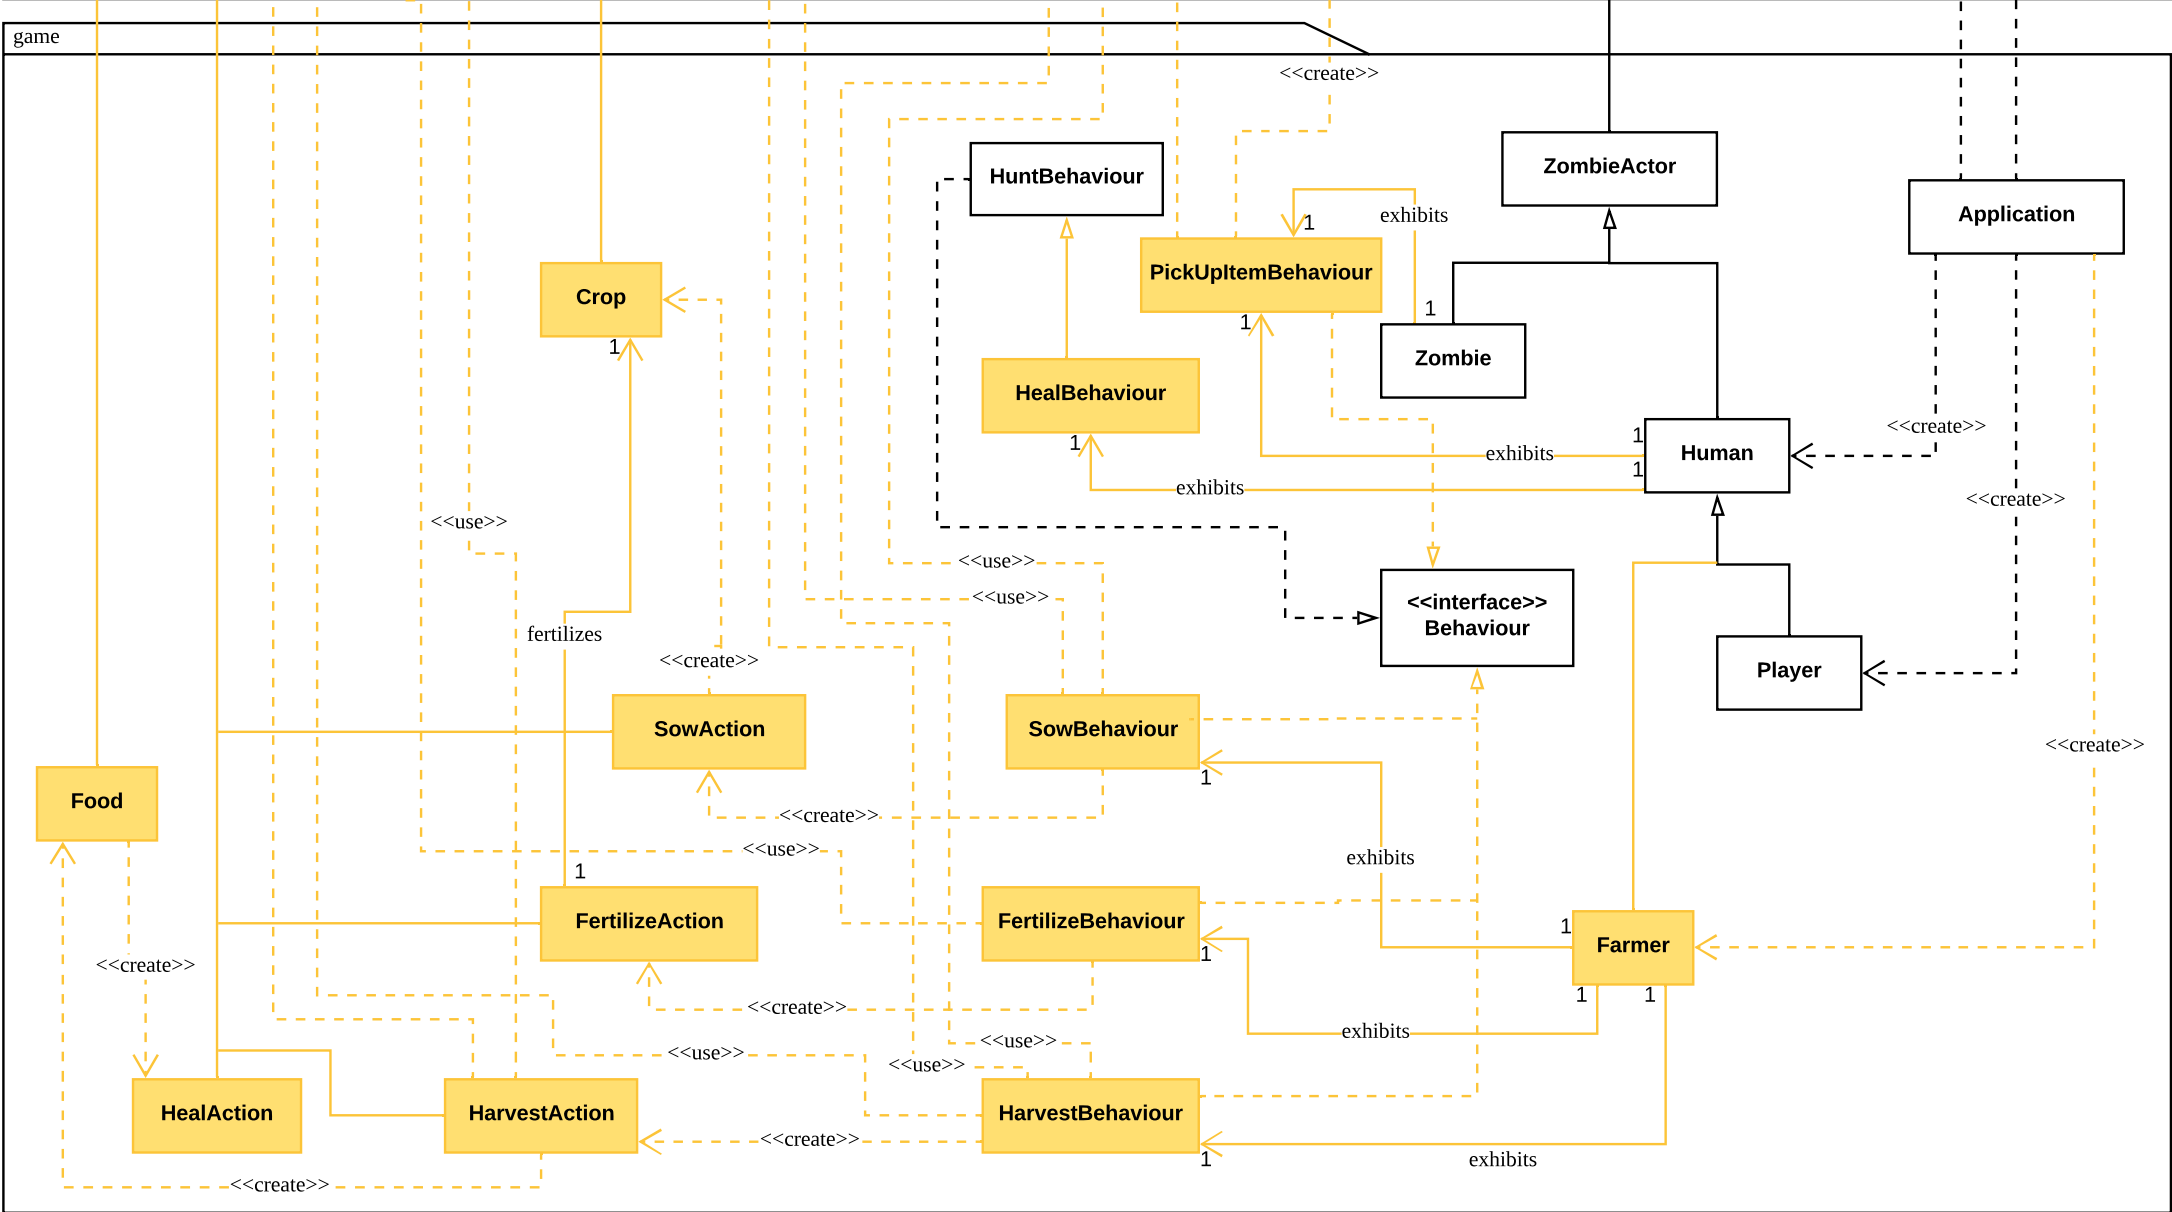 game
<<create>>
HuntBehaviour
ZombieActor
exhibits
1
Application
PickUpItemBehaviour
Crop
1
1
1
Zombie
HealBehaviour
1
<<create>>
1
Human
exhibits
1
exhibits
<<create>>
<<use>>
<<use>>
<<use>>
<<interface>>
Behaviour
fertilizes
<<create>>
Player
SowAction
SowBehaviour
<<create>>
1
Food
<<create>>
<<use>>
exhibits
1
FertilizeAction
FertilizeBehaviour
1
Farmer
1
<<create>>
1
1
<<create>>
exhibits
<<use>>
<<use>>
<<use>>
HealAction
HarvestAction
HarvestBehaviour
<<create>>
1
exhibits
<<create>>